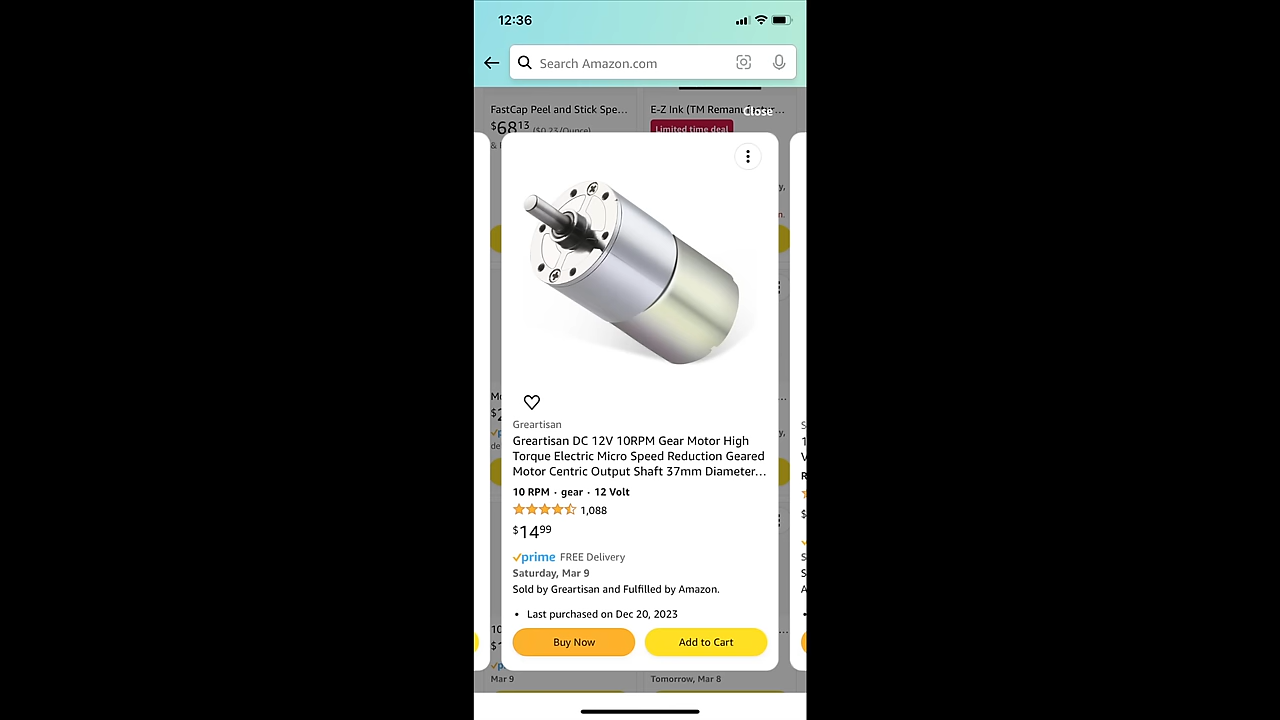 12:36
Search Amazon.com
FastCap Peel and Stick Spe...
E-Z Ink (TM Reman
Close
$68 13 ($0.23/Ounce)
Limited time deal
Greartisan
Greartisan DC 12V 10RPM Gear Motor High
Torque Electric Micro Speed Reduction Geared
Motor Centric Output Shaft 37mm Diameter...
10 RPM · gear · 12 Volt
1,088
$14 99
prime FREE Delivery
Saturday, Mar 9
Sold by Greartisan and Fulfilled by Amazon.
• Last purchased on Dec 20, 2023
Buy Now
Add to Cart
Mar 9
Tomorrow, Mar 8